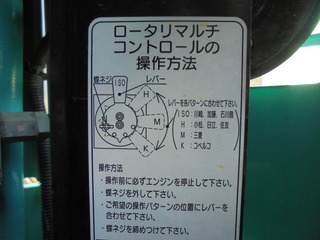 ロータリマルチ
コントロールの
操作方法
蝶ネジ
ISO
レバー
H
M
K
レバーを各パターンに合わせて下さい。
ISO:川崎、加藤、石川島
H :小松、日立、住友
M :三菱
K :コベルコ
操作方法
・操作前に必ずエンジンを停止して下さい。
・蝶ネジを外して下さい。
・ご希望の操作パターンの位置にレバーを
合わせて下さい。
・蝶ネジを締めつけて下さい。